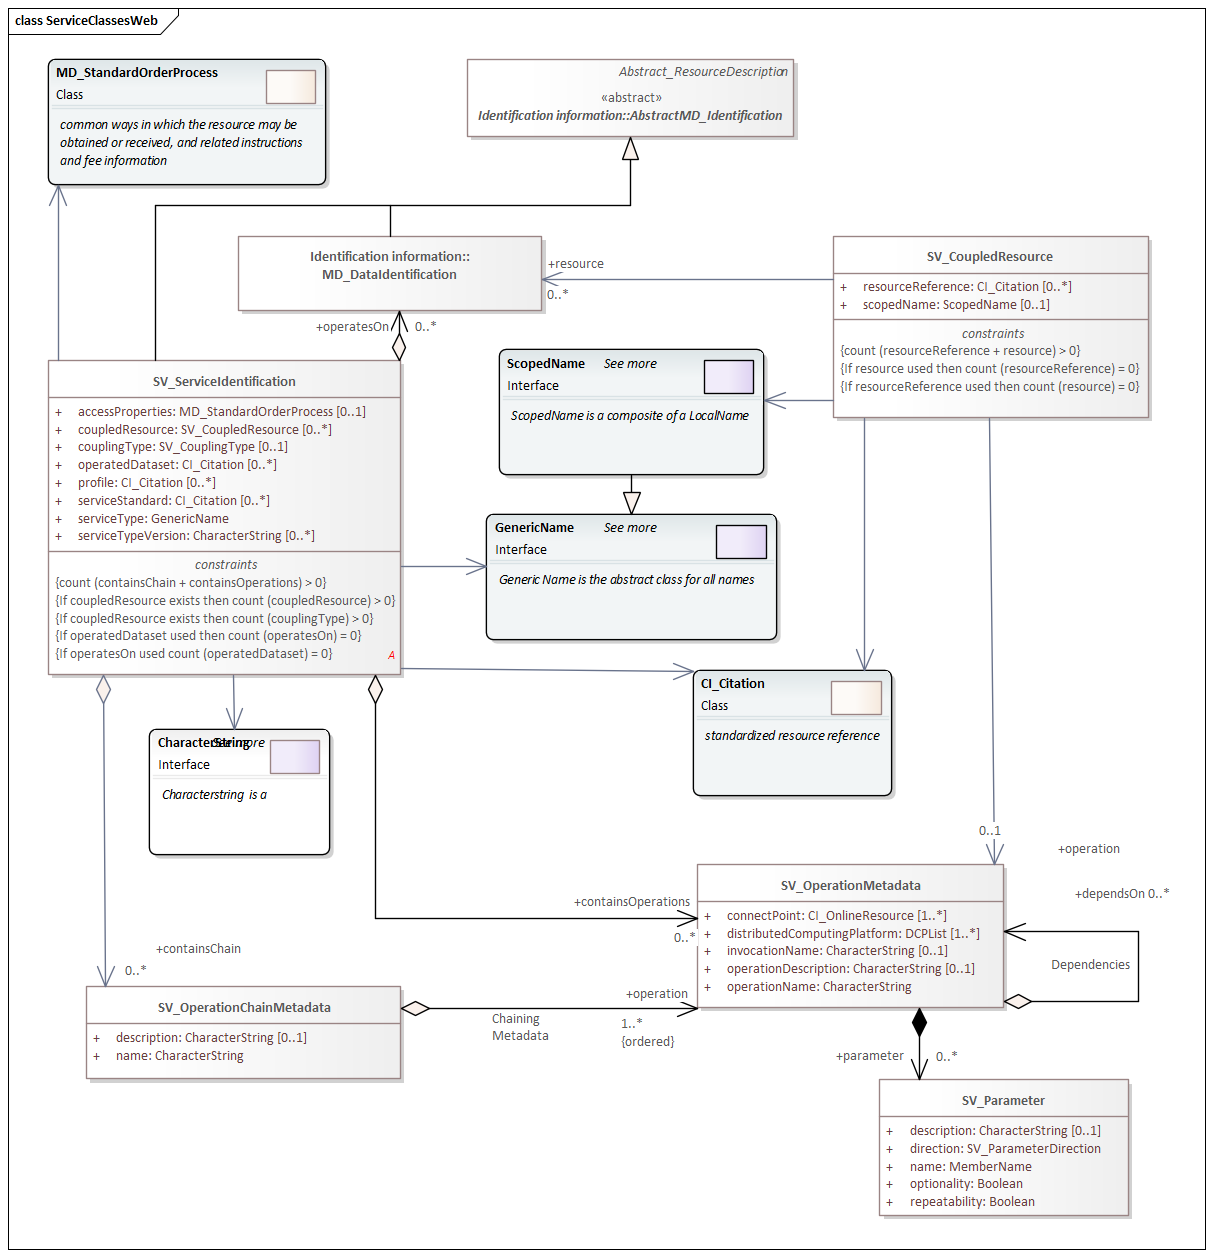 class ServiceClassesWeb
MD_StandardOrderProcess
Class
common ways in which the resource may be
obtained or received, and related instructions
and fee information
Abstract_ResourceDescription
«abstract»
Identification information::AbstractMD_Identification
Identification information::
MD_DataIdentification
+resource
0..*
+operatesOn
0..*
SV_CoupledResource
+ resourceReference: CI_Citation [0..*]
+ scopedName: ScopedName [0..1]
constraints
{count (resourceReference + resource) > 0}
{If resource used then count (resourceReference) = 0}
{If resourceReference used then count (resource) = 0}
ScopedName See more
Interface
ScopedName is a composite of a LocalName
SV_ServiceIdentification
+ accessProperties: MD_StandardOrderProcess [0..1]
+ coupledResource: SV_CoupledResource [0..*]
+ couplingType: SV_CouplingType [0..1]
+ operatedDataset: CI_Citation [0..*]
+ profile: CI_Citation [0..*]
+ serviceStandard: CI_Citation [0..*]
+ serviceType: GenericName
+ serviceTypeVersion: CharacterString [0..*]
constraints
{count (containsChain + containsOperations) > 0}
{If coupledResource exists then count (coupledResource) > 0}
{If coupledResource exists then count (couplingType) > 0}
{If operatedDataset used then count (operatesOn) = 0}
{If operatesOn used count (operatedDataset) = 0}
A
GenericName See more
Interface
Generic Name is the abstract class for all names
CI_Citation
Class
standardized resource reference
CharacterString See more
Interface
Characterstring is a
0..1
+operation
+dependsOn 0..*
Dependencies
+containsOperations
0..*
SV_OperationMetadata
+ connectPoint: CI_OnlineResource [1..*]
+ distributedComputingPlatform: DCPList [1..*]
+ invocationName: CharacterString [0..1]
+ operationDescription: CharacterString [0..1]
+ operationName: CharacterString
+containsChain
0..*
SV_OperationChainMetadata
+ description: CharacterString [0..1]
+ name: CharacterString
+operation
Chaining
Metadata
1..*
{ordered}
+parameter
0..*
SV_Parameter
+ description: CharacterString [0..1]
+ direction: SV_ParameterDirection
+ name: MemberName
+ optionality: Boolean
+ repeatability: Boolean